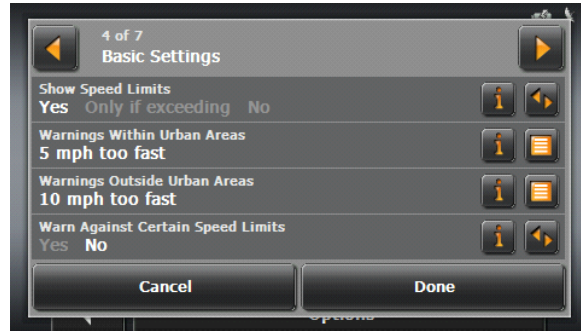 4 of 7
Basic Settings
Show Speed Limits
Yes Only if exceeding No
Warnings Within Urban Areas
5 mph too fast
Warnings Outside Urban Areas
10 mph too fast
Warn Against Certain Speed Limits
Yes No
Cancel Done
Options